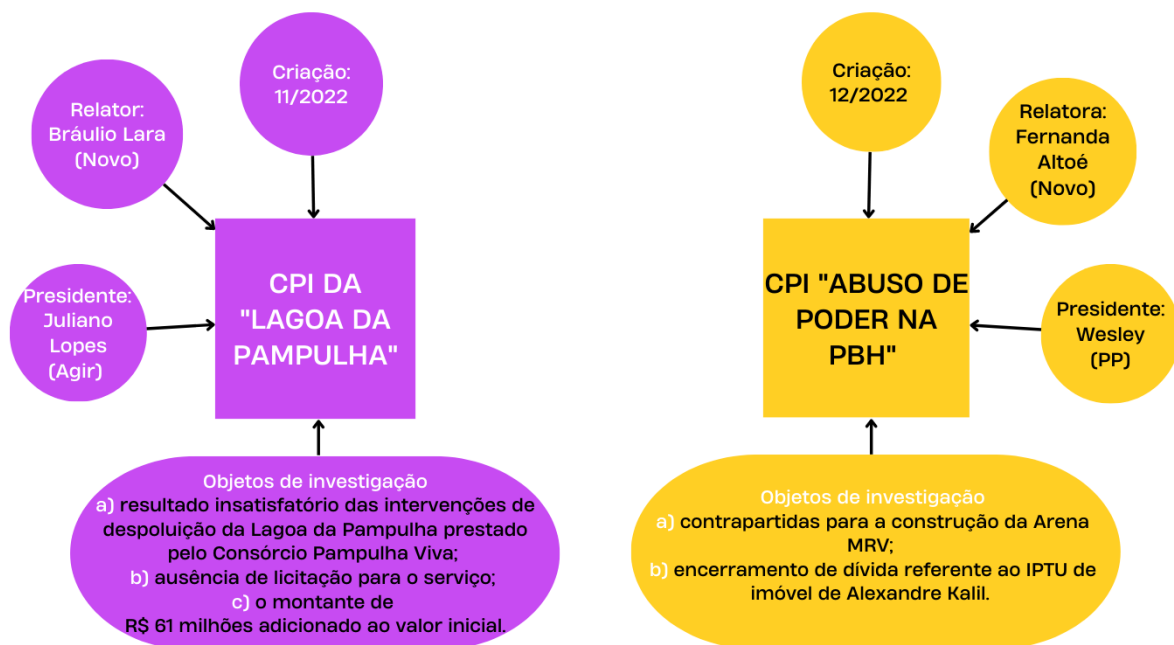 Criação:
11/2022
Relator:
Bráulio Lara
(Novo)
Presidente:
Juliano
Lopes
(Agir)
CPI DA
"LAGOA DA
PAMPULHA"
Objetos de investigação
a) resultado insatisfatório das intervenções de
despoluição da Lagoa da Pampulha prestado
pelo Consórcio Pampulha Viva;
b) ausência de licitação para o serviço;
c) o montante de
R$ 61 milhões adicionado ao valor inicial.
Criação:
12/2022
Relatora:
Fernanda
Altoé
(Novo)
Presidente:
Wesley
(PP)
CPI "ABUSO DE
PODER NA
PBH"
Objetos de investigação
a) contrapartidas para a construção da Arena
MRV;
b) encerramento de dívida referente ao IPTU de
imóvel de Alexandre Kalil.